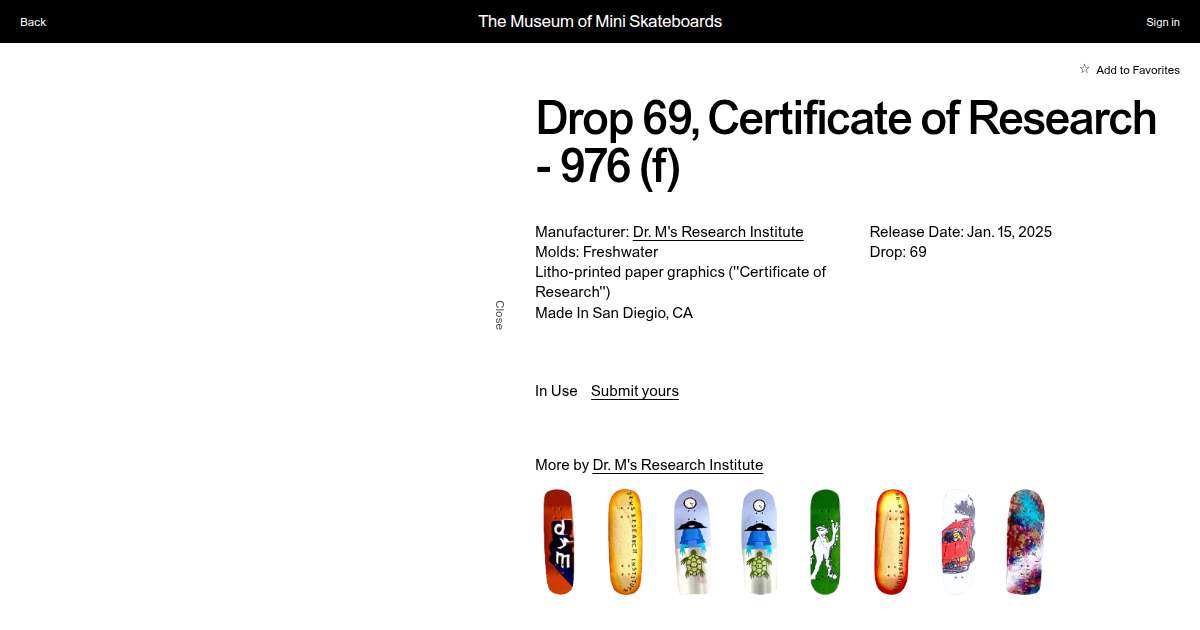 Back
The Museum of Mini Skateboards
Sign in
☆ Add to Favorites
Drop 69, Certificate of Research
- 976 (f)
Manufacturer: Dr. M's Research Institute
Molds: Freshwater
Litho-printed paper graphics ("Certificate of
Research")
Made In San Diegio, CA
Release Date: Jan. 15, 2025
Drop: 69
Close
In Use Submit yours
More by Dr. M's Research Institute